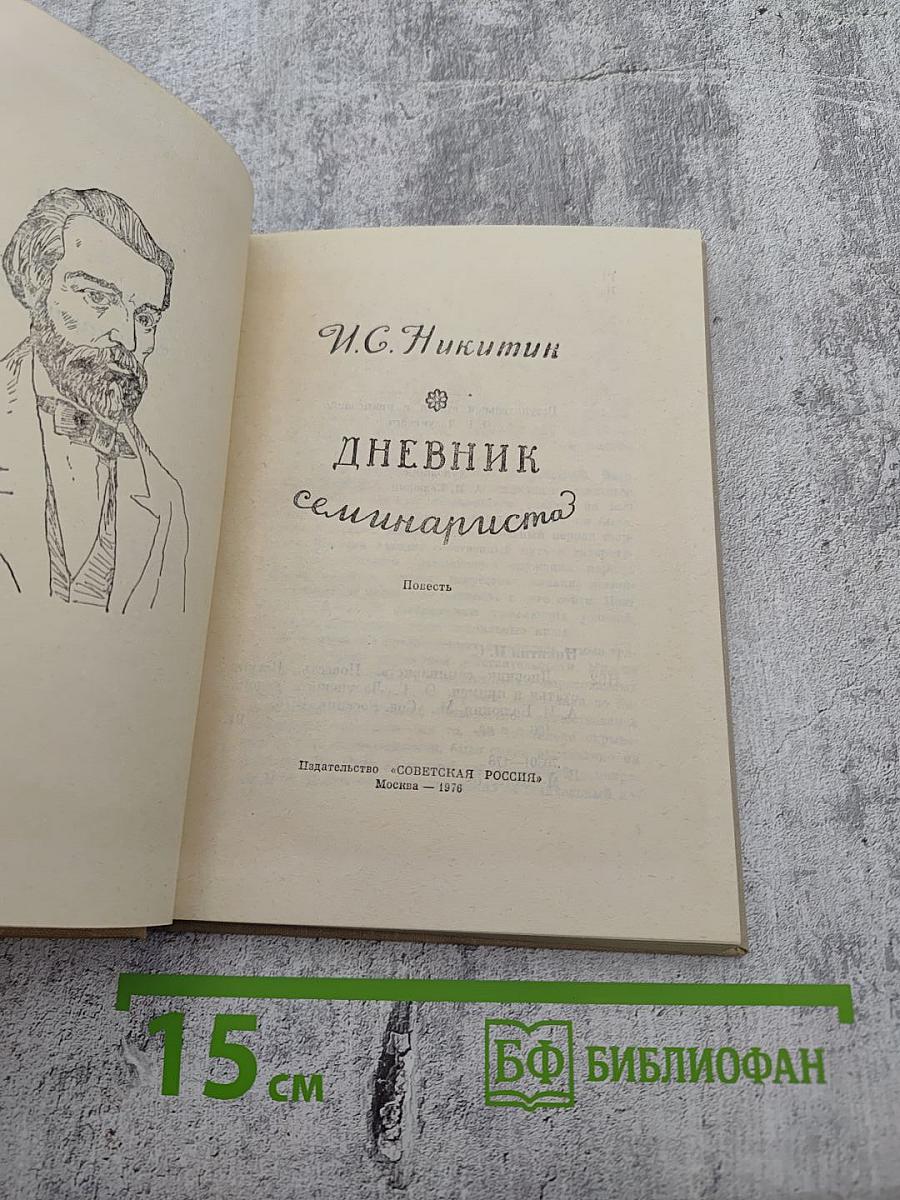 И.С. Никитин
ДНЕВНИК
семинариста
Повесть
Издательство «СОВЕТСКАЯ РОССИЯ»
Москва — 1976
15 см
БФ БИБЛИОФАН